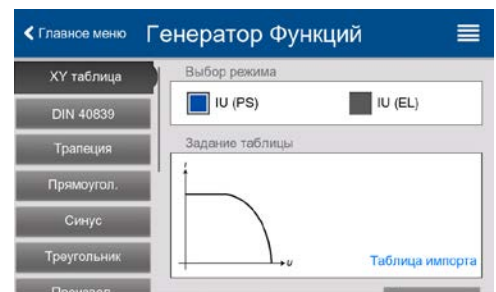 Главное меню
Генератор Функций
XY таблица
DIN 40839
Трапеция
Прямоугол.
Синус
Треугольник
Выбор режима
IU (PS)
IU (EL)
Задание таблицы
I
U
Таблица импорта